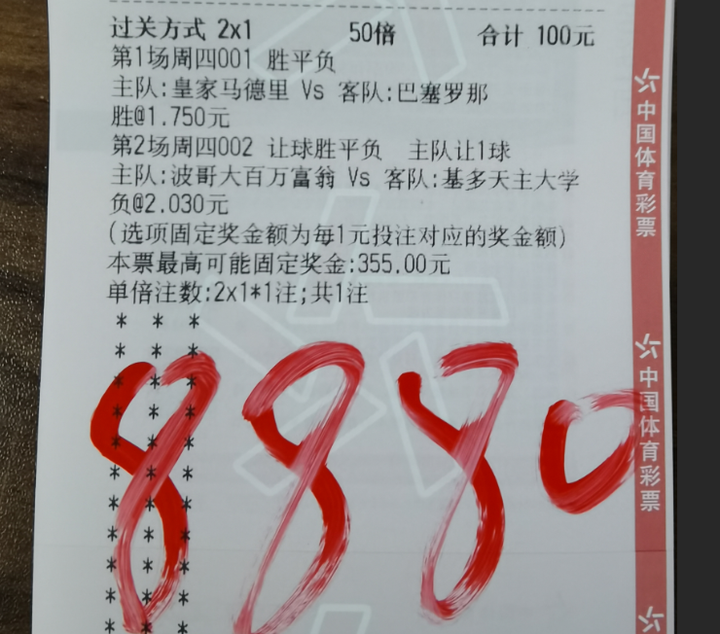 过关方式 2x1 50倍 合计 100元
第1场周四001 胜平负
主队:皇家马德里 Vs 客队:巴塞罗那
胜@1.750元
第2场周四002 让球胜平负 主队让1球
主队:波哥大百万富翁 Vs 客队:基多天主大学
负@2.030元
(选项固定奖金额为每1元投注对应的奖金额)
本票最高可能固定奖金:355.00元
单倍注数:2x1*1注;共1注
* * *
* * *
* * *
* * *
* * *
* * *
* * *
* * *
* * *
* * *
* * *
8880
中国体育彩票
中国体育彩票